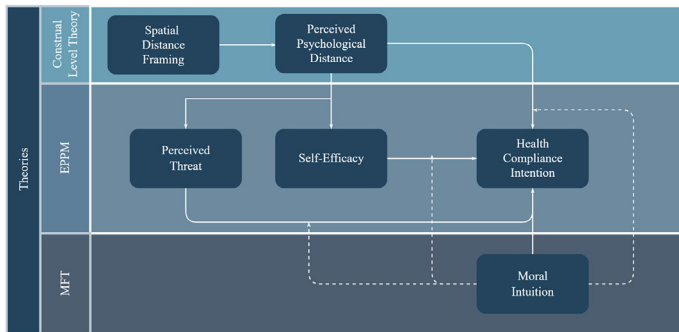 Theories
Construal
Level Theory
Spatial
Distance
Framing
Perceived
Psychological
Distance
EPPM
Perceived
Threat
Self-Efficacy
Health
Compliance
Intention
MFT
Moral
Intuition